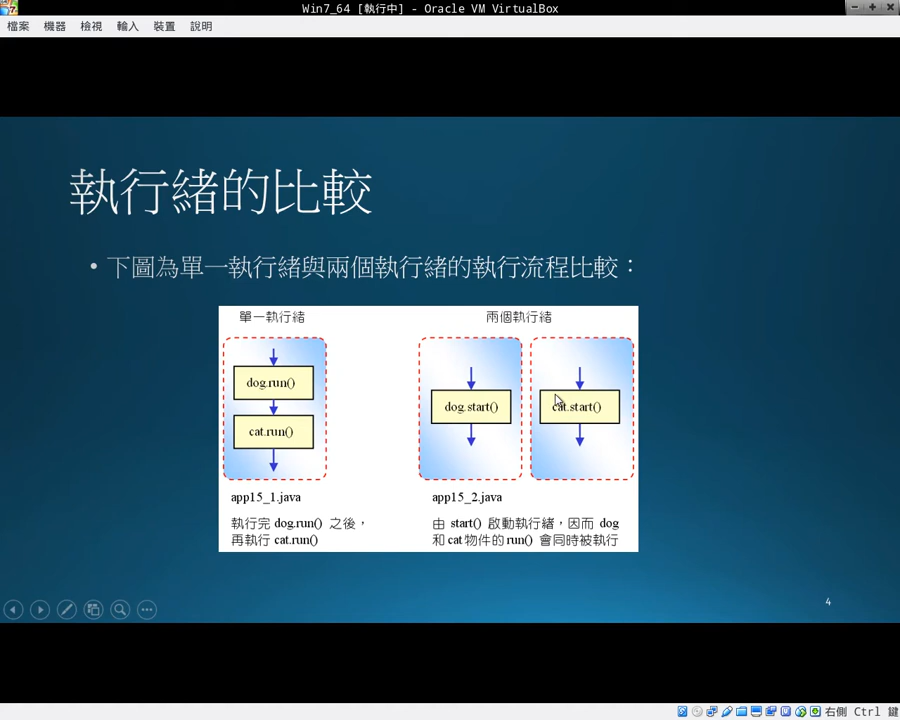 Win7_64 [執行中] - Oracle VM VirtualBox
檔案 機器 檢視 輸入 裝置 說明
執行緒的比較
• 下圖為單一執行緒與兩個執行緒的執行流程比較：
單一執行緒
dog.run()
cat.run()
app15_1.java
執行完 dog.run() 之後，
再執行 cat.run()
兩個執行緒
dog.start()
cat.start()
app15_2.java
由 start() 啟動執行緒，因而 dog
和 cat 物件的 run() 會同時被執行
4
右側 Ctrl 鍵